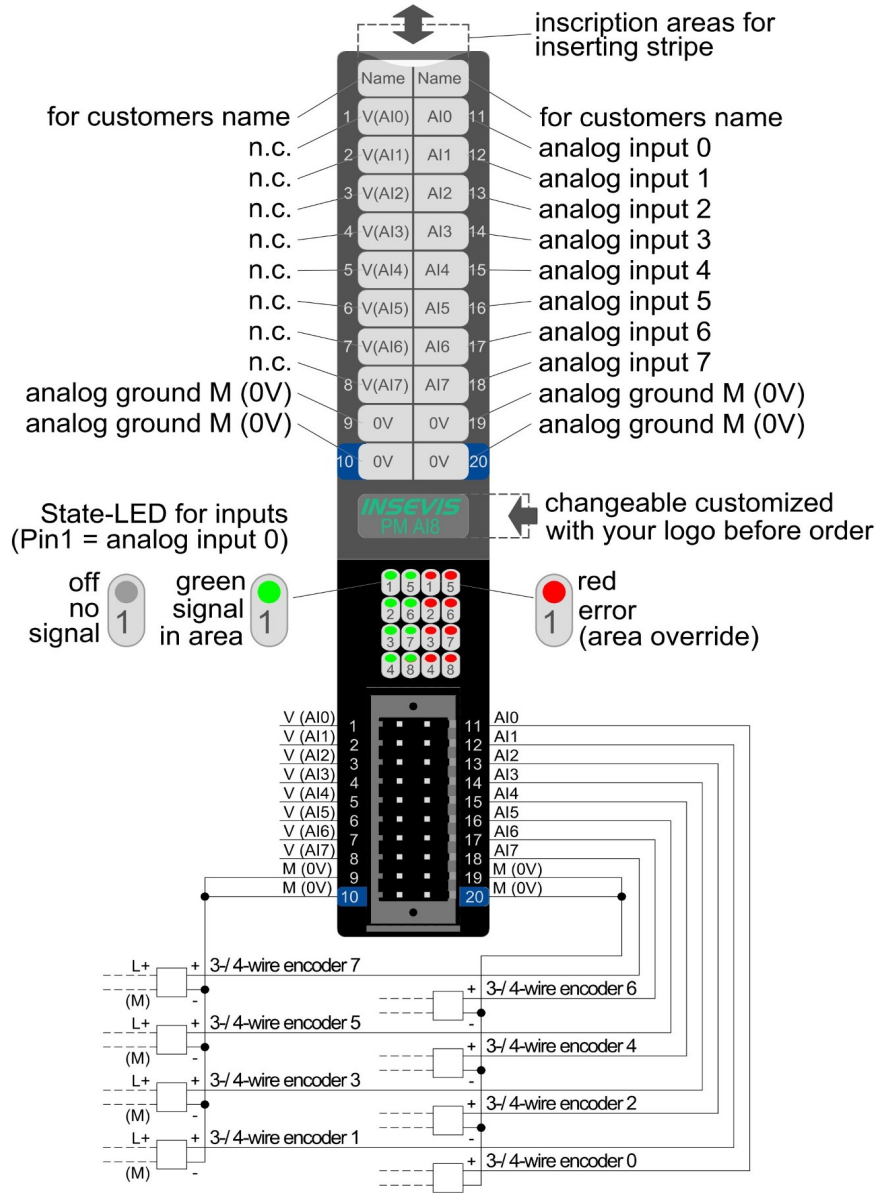 inscription areas for
inserting stripe
Name Name
for customers name
for customers name
1 V(AI0) AI0 11
n.c.
analog input 0
2 V(AI1) AI1 12
n.c.
analog input 1
3 V(AI2) AI2 13
n.c.
analog input 2
4 V(AI3) AI3 14
n.c.
analog input 3
5 V(AI4) AI4 15
n.c.
analog input 4
6 V(AI5) AI5 16
n.c.
analog input 5
7 V(AI6) AI6 17
n.c.
analog input 6
8 V(AI7) AI7 18
n.c.
analog input 7
analog ground M (0V)
analog ground M (0V)
9 0V 0V 19
analog ground M (0V)
analog ground M (0V)
10 0V 0V 20
INSEVIS
PM AI8
changeable customized
with your logo before order
State-LED for inputs
(Pin1 = analog input 0)
off
no
signal
1
green
signal
in area
1
1 5 1 5
2 6 2 6
3 7 3 7
4 8 4 8
1
red
error
(area override)
V (AI0) 1 11 AI0
V (AI1) 2 12 AI1
V (AI2) 3 13 AI2
V (AI3) 4 14 AI3
V (AI4) 5 15 AI4
V (AI5) 6 16 AI5
V (AI6) 7 17 AI6
V (AI7) 8 18 AI7
M (0V) 9 19 M (0V)
M (0V) 10 20 M (0V)
L+ + 3-/ 4-wire encoder 7
(M) -
+ 3-/ 4-wire encoder 6
-
L+ + 3-/ 4-wire encoder 5
(M) -
+ 3-/ 4-wire encoder 4
-
L+ + 3-/ 4-wire encoder 3
(M) -
+ 3-/ 4-wire encoder 2
-
L+ + 3-/ 4-wire encoder 1
(M) -
+ 3-/ 4-wire encoder 0